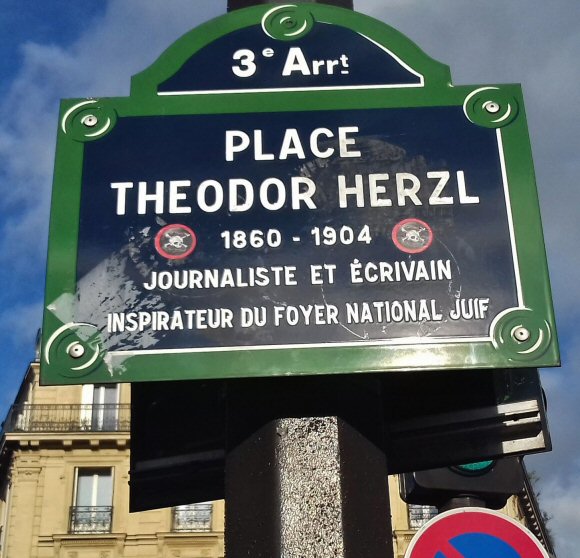 3e Arrt
PLACE
THEODOR HERZL
1860 - 1904
JOURNALISTE ET ÉCRIVAIN
INSPIRATEUR DU FOYER NATIONAL JUIF